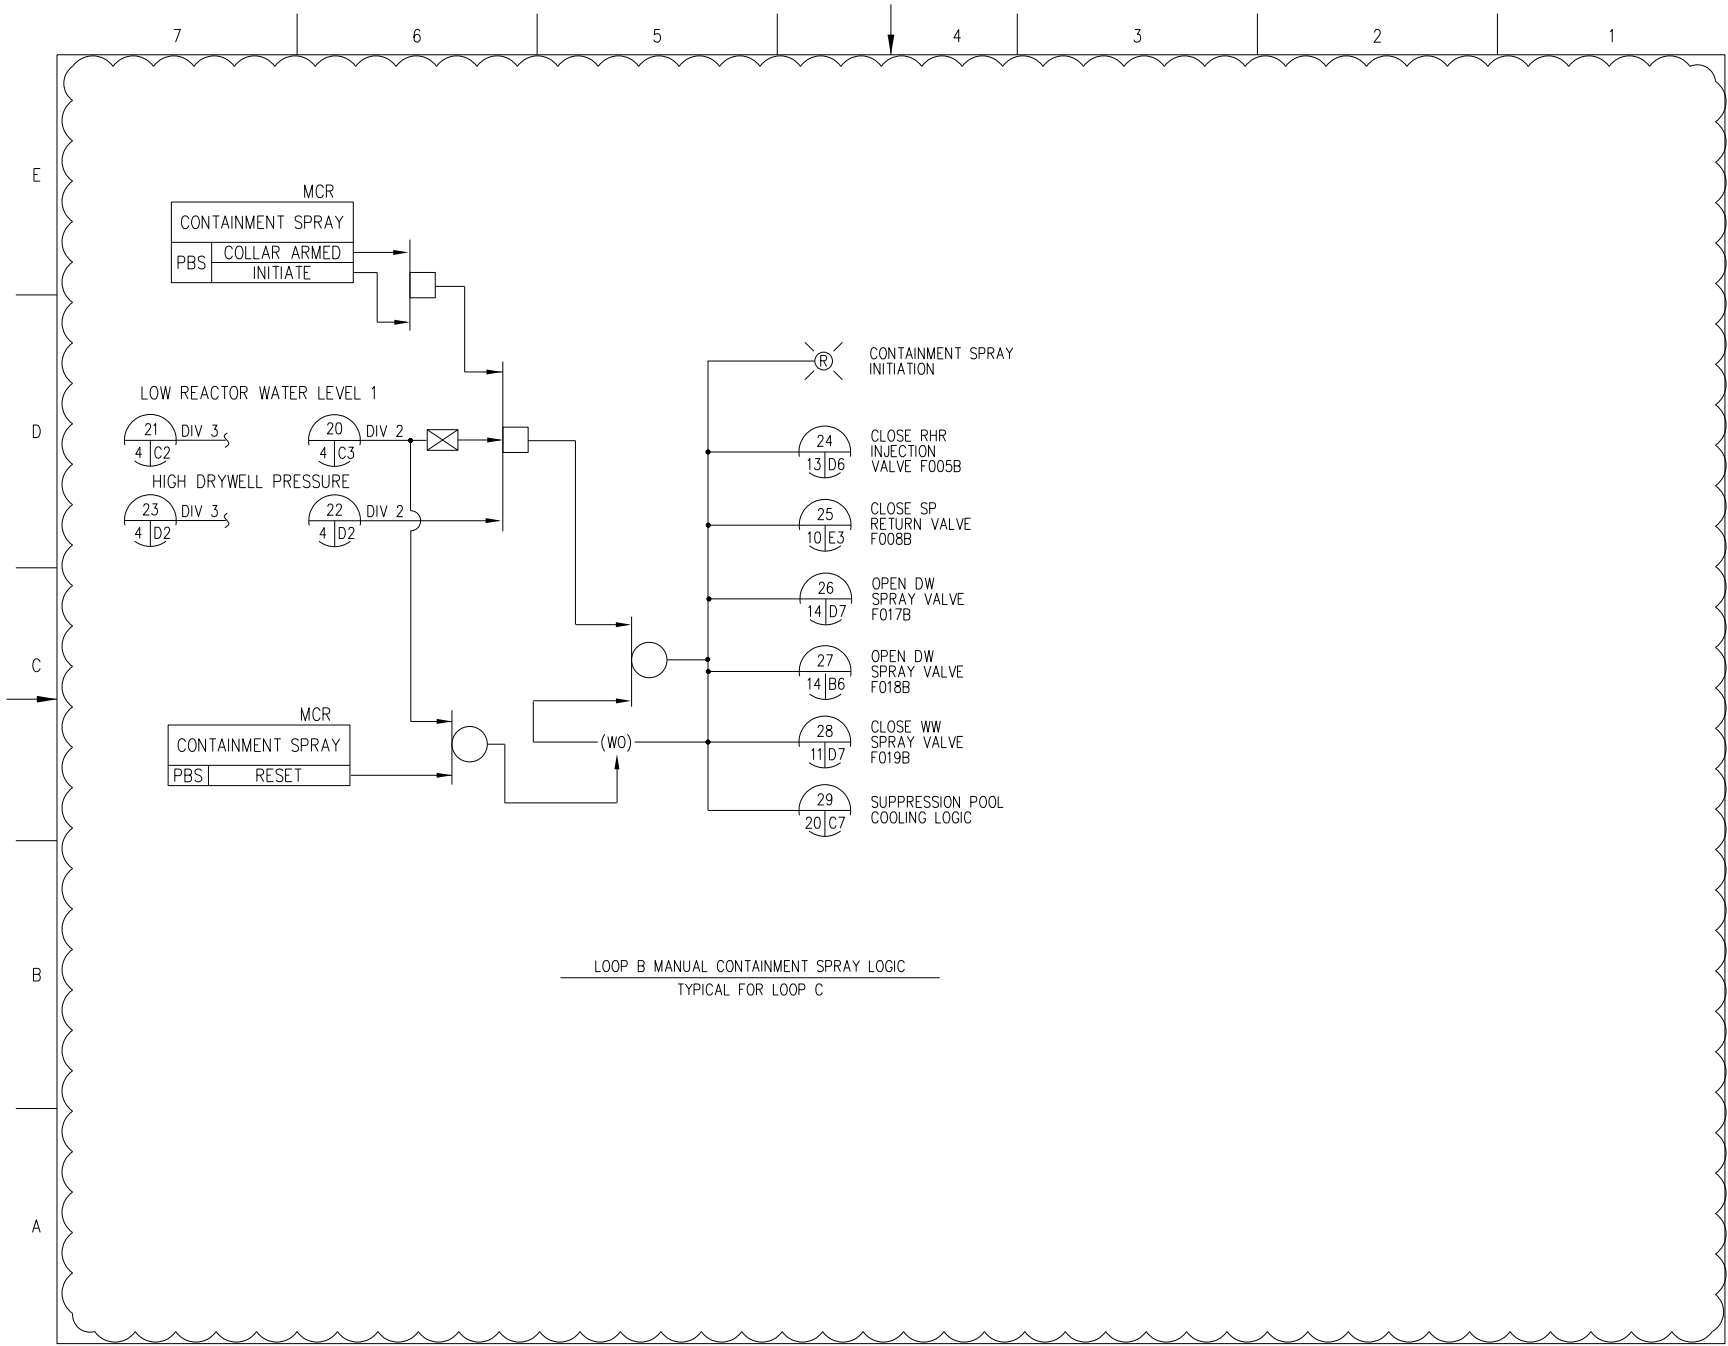 7 6 5 4 3 2 1
E
MCR
CONTAINMENT SPRAY
PBS
COLLAR ARMED
INITIATE
CONTAINMENT SPRAY
INITIATION
R
LOW REACTOR WATER LEVEL 1
D
21 DIV 3
4 C2
20 DIV 2
4 C3
HIGH DRYWELL PRESSURE
23 DIV 3
4 D2
22 DIV 2
4 D2
24
13 D6
CLOSE RHR
INJECTION
VALVE F005B
25
10 E3
CLOSE SP
RETURN VALVE
F008B
26
14 D7
OPEN DW
SPRAY VALVE
F017B
C
27
14 B6
OPEN DW
SPRAY VALVE
F018B
MCR
CONTAINMENT SPRAY
PBS RESET
(WO)
28
11 D7
CLOSE WW
SPRAY VALVE
F019B
29
20 C7
SUPPRESSION POOL
COOLING LOGIC
B
LOOP B MANUAL CONTAINMENT SPRAY LOGIC
TYPICAL FOR LOOP C
A